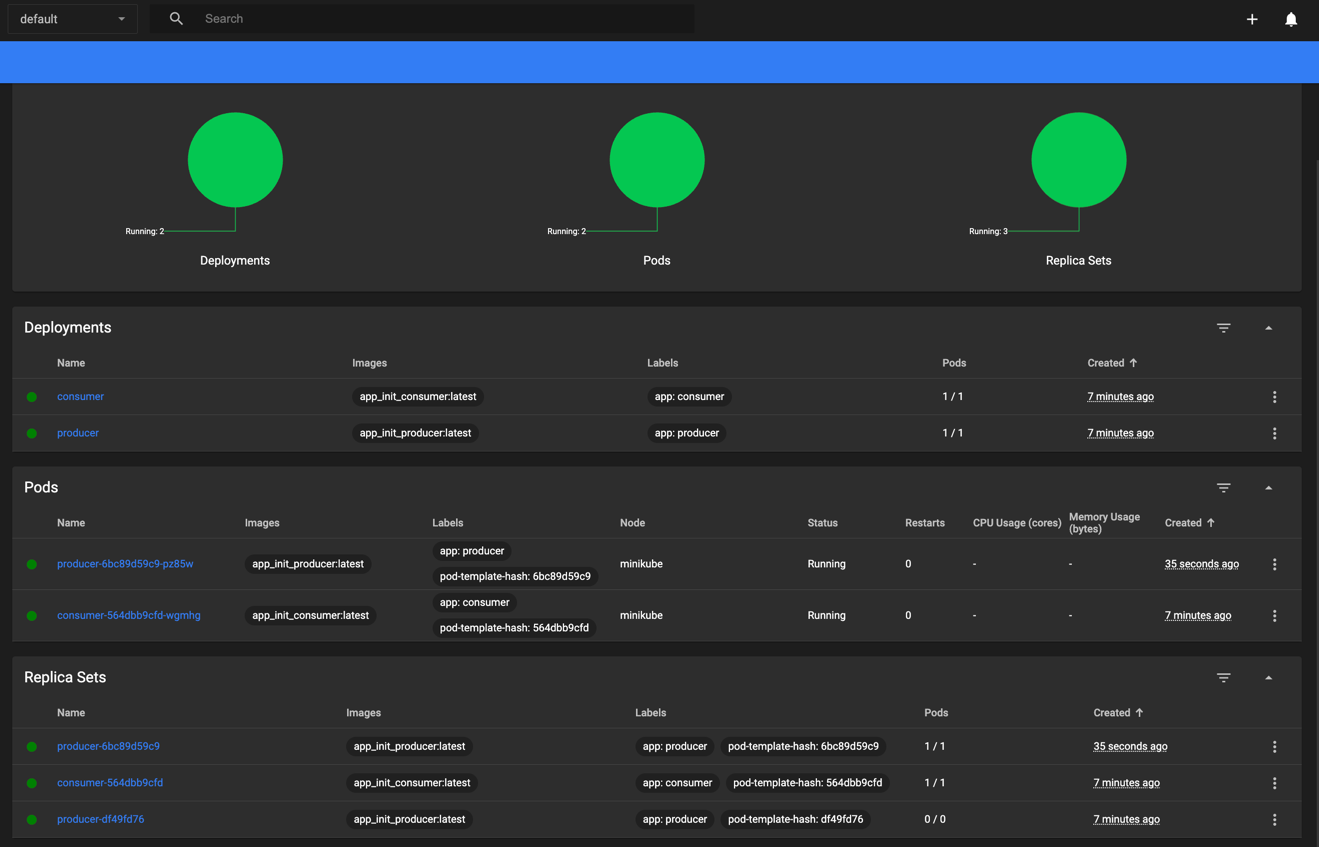 default
Search
Running: 2
Running: 2
Running: 3
Deployments
Pods
Replica Sets
Deployments
Name Images Labels Pods Created
consumer app_init_consumer:latest app: consumer 1 / 1 7 minutes ago
producer app_init_producer:latest app: producer 1 / 1 7 minutes ago
Pods
Name Images Labels Node Status Restarts CPU Usage (cores) Memory Usage (bytes) Created
producer-6bc89d59c9-pz85w app_init_producer:latest app: producer minikube Running 0 - - 35 seconds ago
pod-template-hash: 6bc89d59c9
consumer-564dbb9cfd-wgmhg app_init_consumer:latest app: consumer minikube Running 0 - - 7 minutes ago
pod-template-hash: 564dbb9cfd
Replica Sets
Name Images Labels Pods Created
producer-6bc89d59c9 app_init_producer:latest app: producer pod-template-hash: 6bc89d59c9 1 / 1 35 seconds ago
consumer-564dbb9cfd app_init_consumer:latest app: consumer pod-template-hash: 564dbb9cfd 1 / 1 7 minutes ago
producer-df49fd76 app_init_producer:latest app: producer pod-template-hash: df49fd76 0 / 0 7 minutes ago